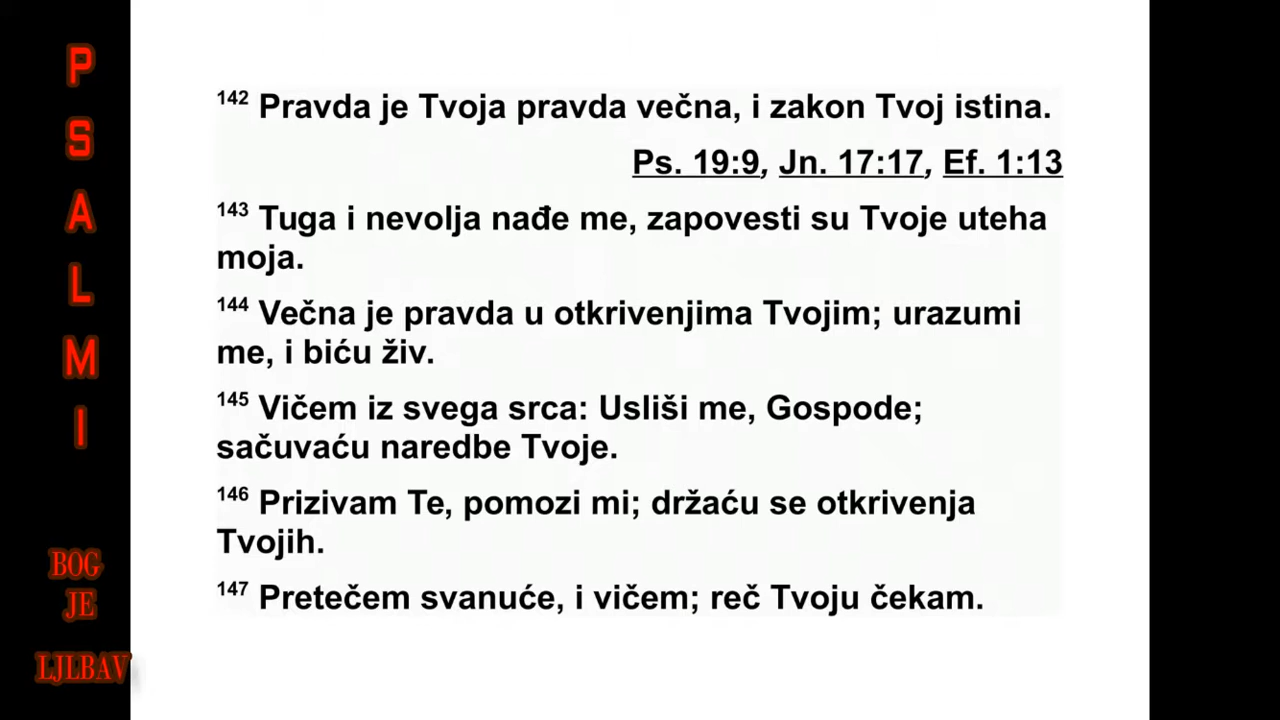 PSALMI
BOG
JE
LJLBAV
142 Pravda je Tvoja pravda večna, i zakon Tvoj istina.
Ps. 19:9, Jn. 17:17, Ef. 1:13
143 Tuga i nevolja nađe me, zapovesti su Tvoje uteha
moja.
144 Večna je pravda u otkrivenjima Tvojim; urazumi
me, i biću živ.
145 Vičem iz svega srca: Usliši me, Gospode;
sačuvaću naredbe Tvoje.
146 Prizivam Te, pomozi mi; držaću se otkrivenja
Tvojih.
147 Pretečem svanuće, i vičem; reč Tvoju čekam.